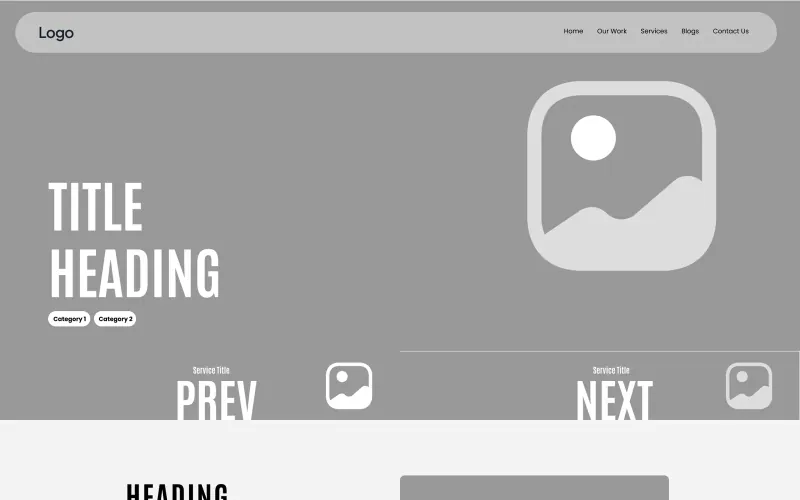 Logo
Home Our Work Services Blogs Contact Us
TITLE
HEADING
Category 1 Category 2
Service Title
PREV
Service Title
NEXT
HEADING